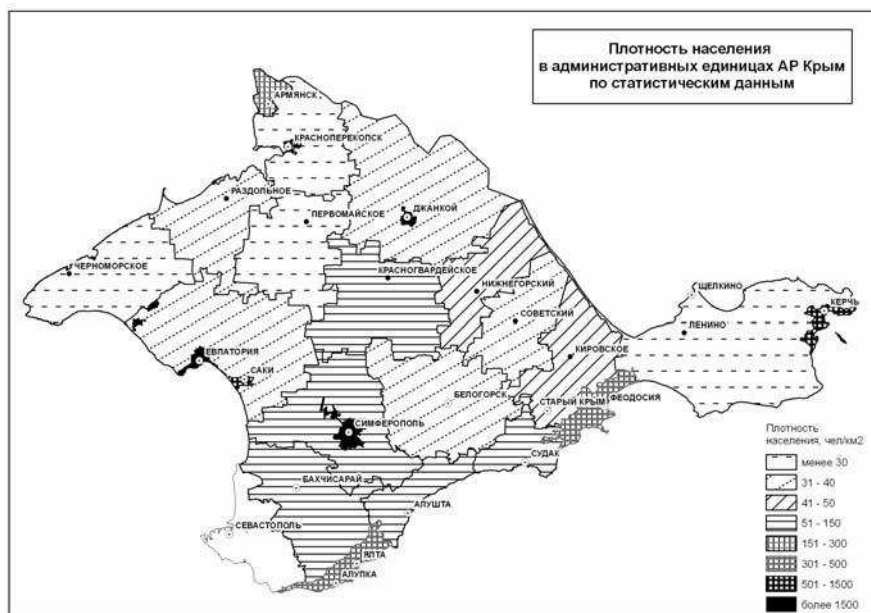 Плотность населения
в административных единицах АР Крым
по статистическим данным
АРМЯНСК
КРАСНОПЕРЕКОПСК
РАЗДОЛЬНОЕ
ПЕРВОМАЙСКОЕ
ДЖАНКОЙ
ЧЕРНОМОРСКОЕ
КРАСНОГВАРДЕЙСКОЕ
НИЖНЕГОРСКИЙ
ЩЕЛКИНО
КЕРЧЬ
СОВЕТСКИЙ
ЛЕНИНО
ЕВПАТОРИЯ
КИРОВСКОЕ
САКИ
БЕЛОГОРСК
СТАРЫЙ КРЫМ
ФЕОДОСИЯ
СИМФЕРОПОЛЬ
СУДАК
БАХЧИСАРАЙ
АЛУШТА
СЕВАСТОПОЛЬ
ЯЛТА
АЛУПКА
Плотность
населения, чел/км2
менее 30
31 - 40
41 - 50
51 - 150
151 - 300
301 - 500
501 - 1500
более 1500